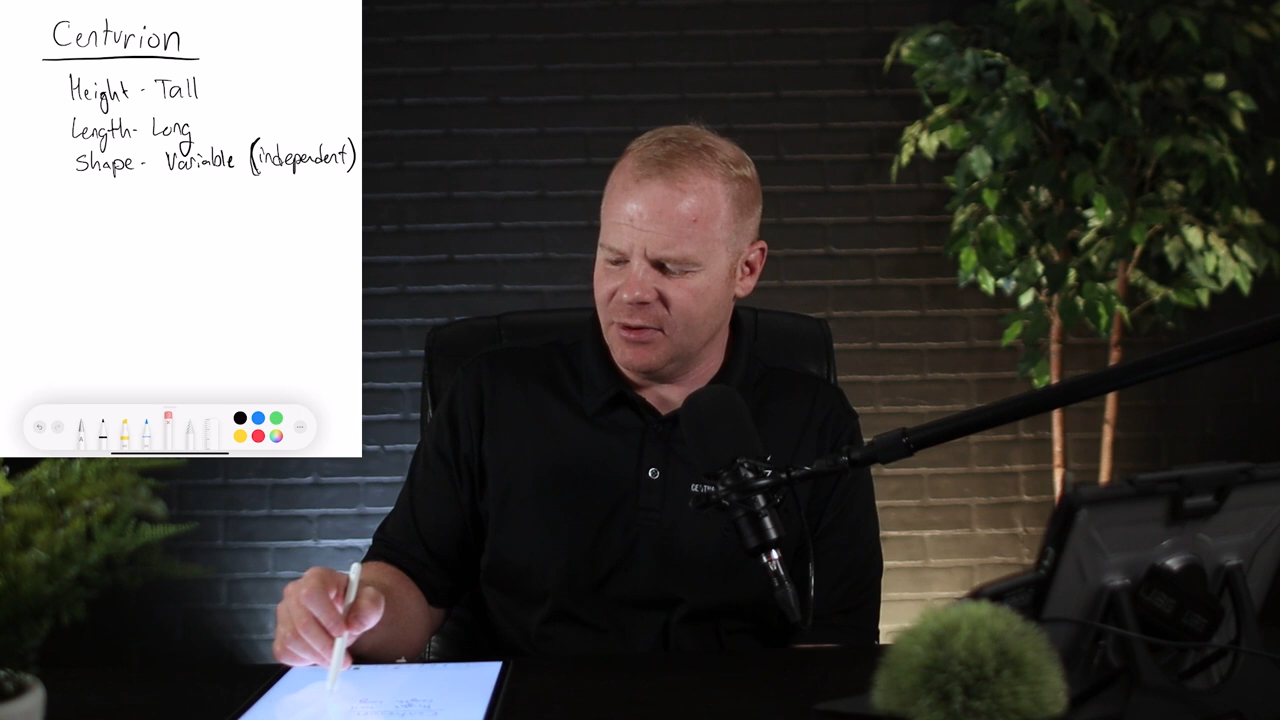 Centurion
Height - Tall
Length - Long
Shape - Variable (independent)